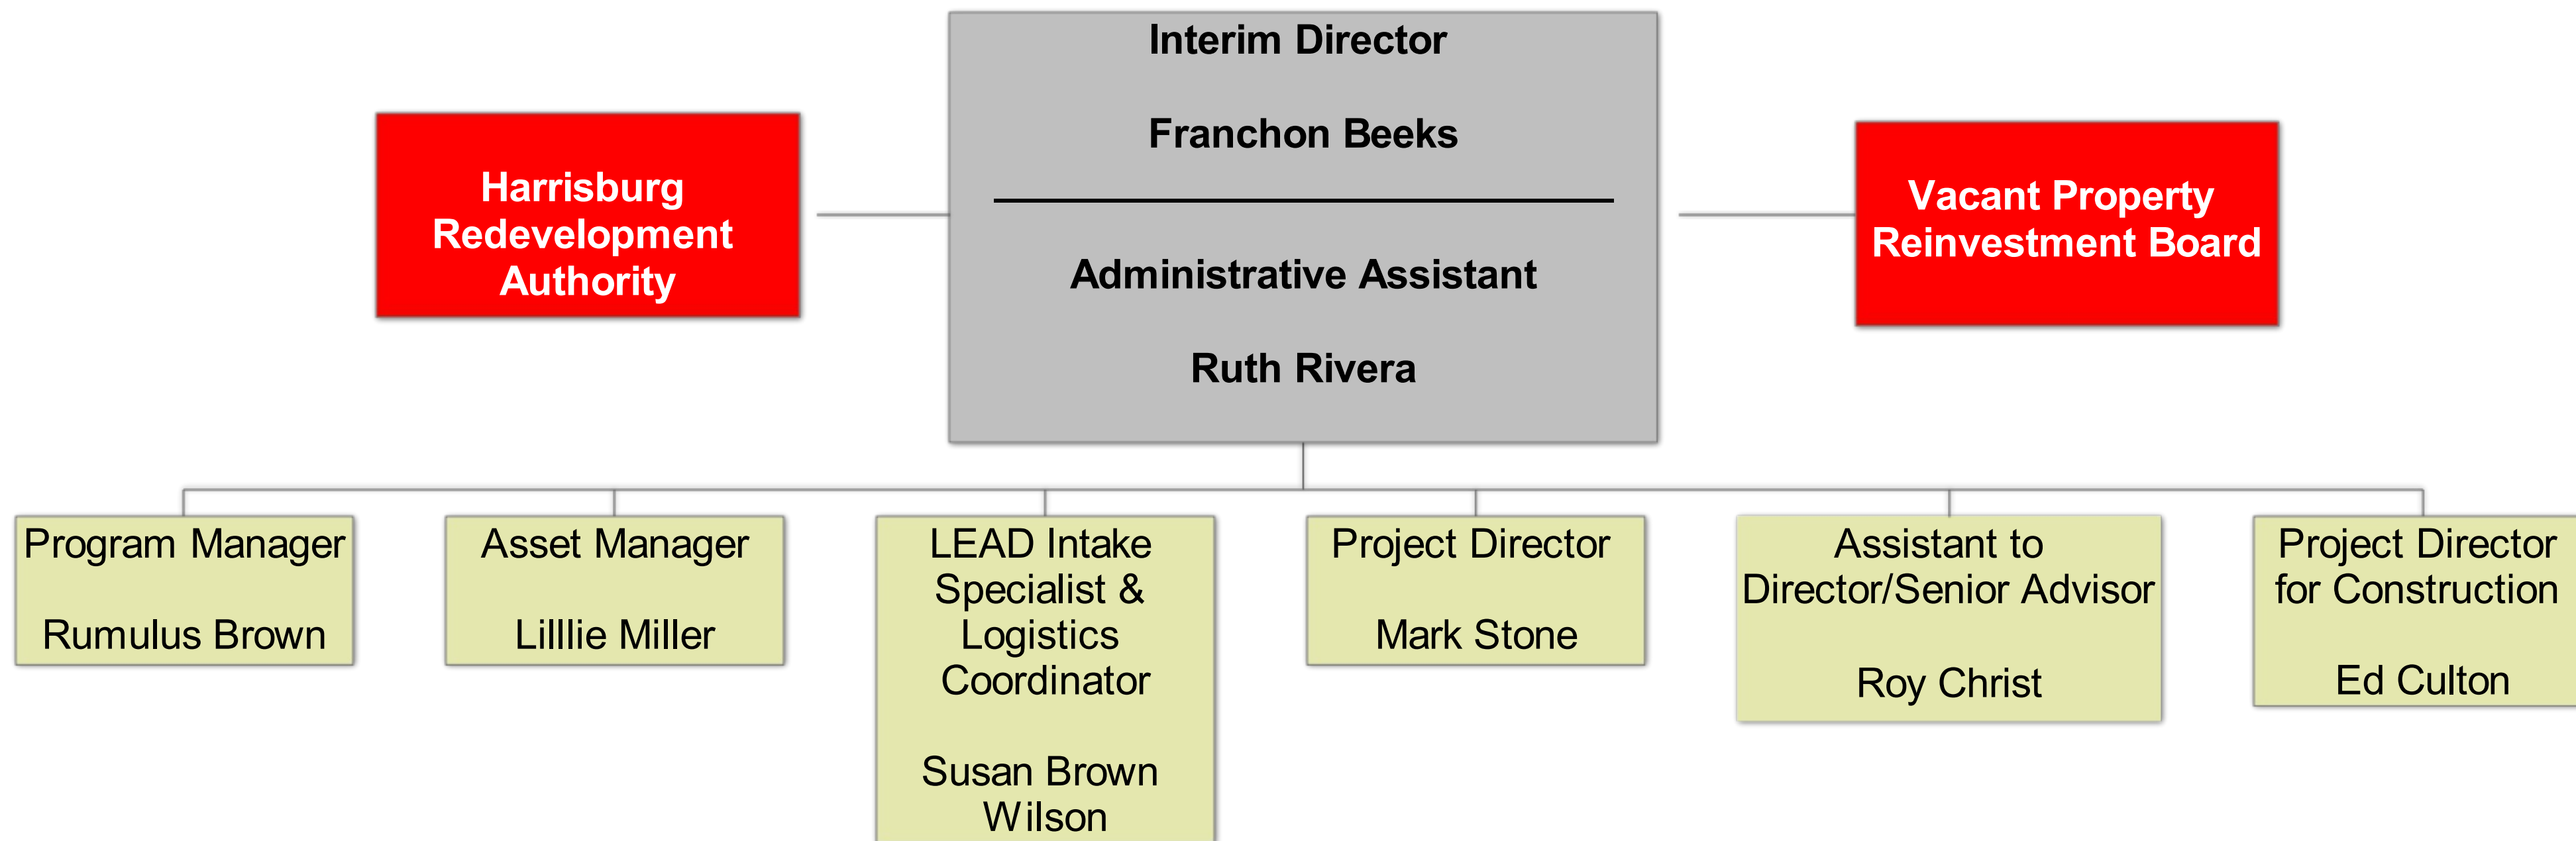 Interim Director
Franchon Beeks
Administrative Assistant
Ruth Rivera
Harrisburg
Redevelopment
Authority
Vacant Property
Reinvestment Board
Program Manager
Rumulus Brown
Asset Manager
Lilllie Miller
LEAD Intake
Specialist &
Logistics
Coordinator
Susan Brown
Wilson
Project Director
Mark Stone
Assistant to
Director/Senior Advisor
Roy Christ
Project Director
for Construction
Ed Culton